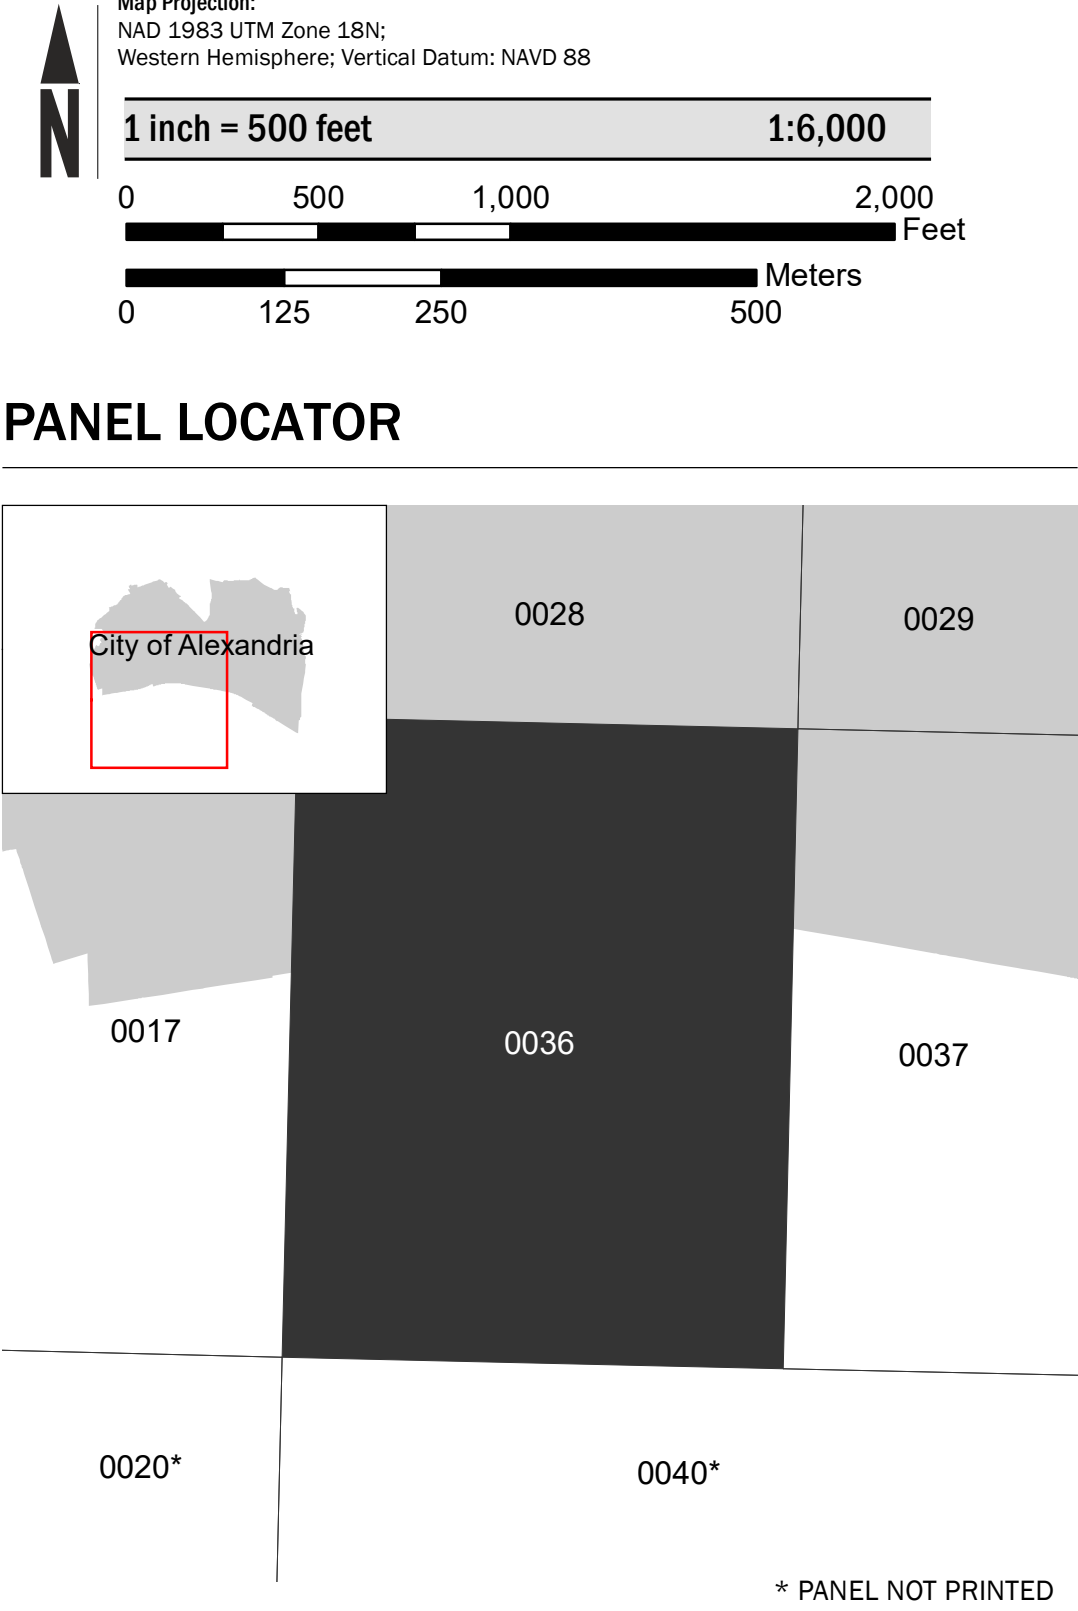 Map Projection:
NAD 1983 UTM Zone 18N;
Western Hemisphere; Vertical Datum: NAVD 88
N
1 inch = 500 feet 1:6,000
0 500 1,000 2,000
Feet
Meters
0 125 250 500
PANEL LOCATOR
City of Alexandria
0028 0029
0017 0036 0037
0020* 0040*
* PANEL NOT PRINTED